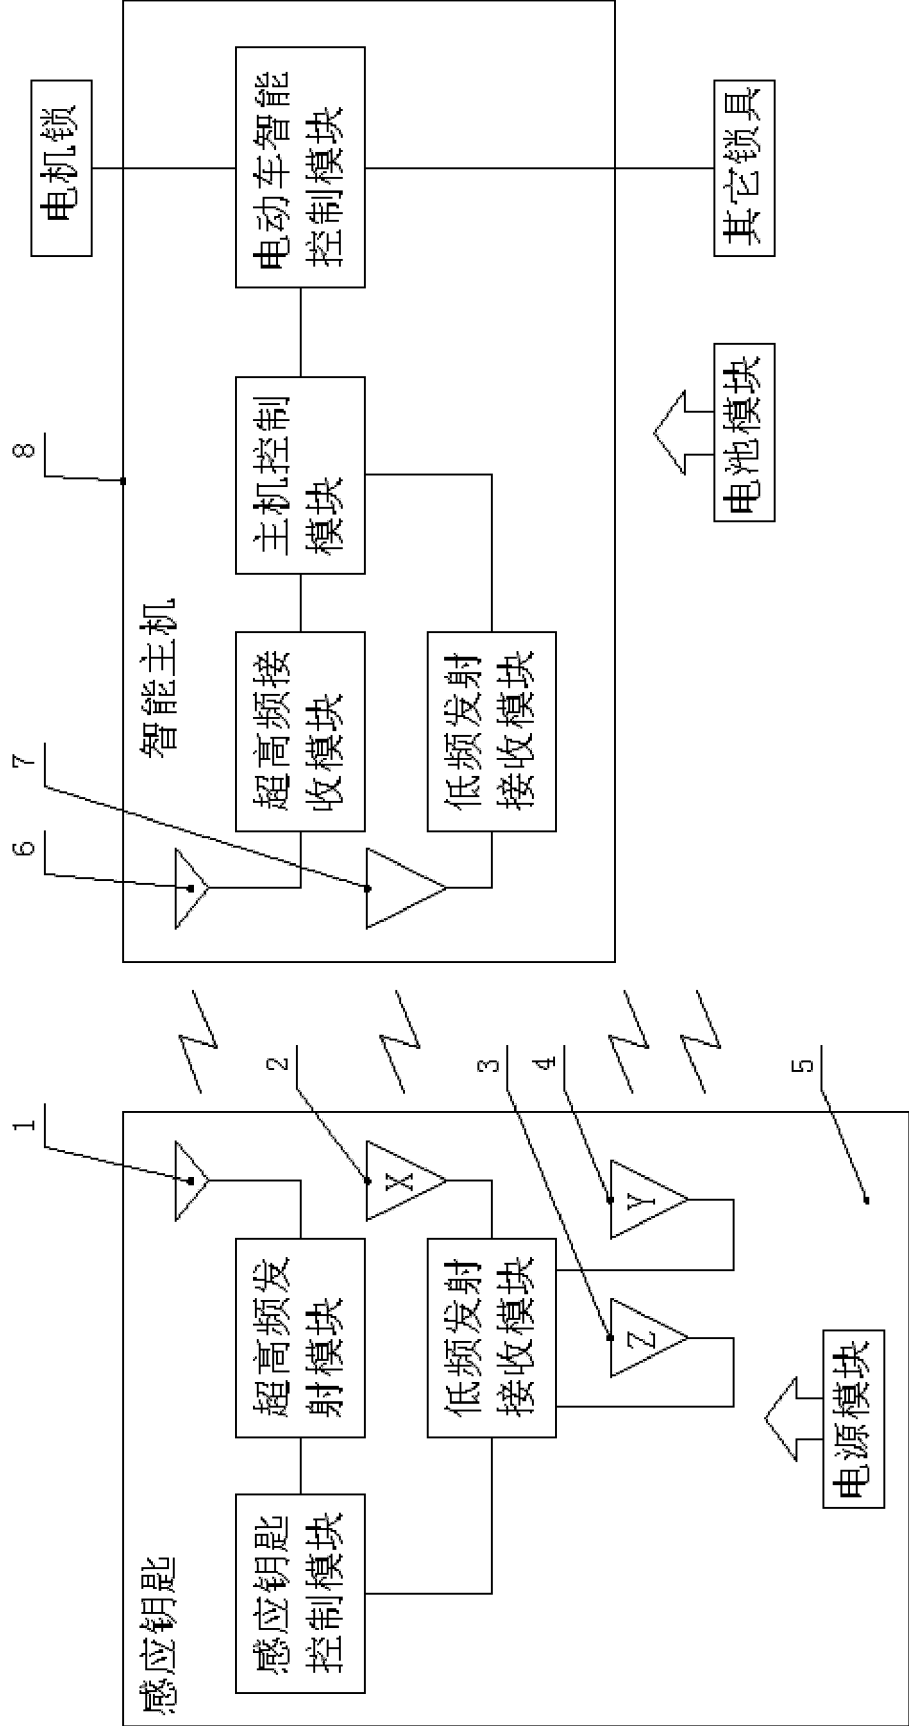 感应钥匙
感应钥匙
控制模块
超高频发
射模块
低频发射
接收模块
X
Z
Y
电源模块
1
2
3
4
5
6
7
8
智能主机
超高频接
收模块
低频发射
接收模块
主机控制
模块
电动车智能
控制模块
电机锁
其它锁具
电池模块